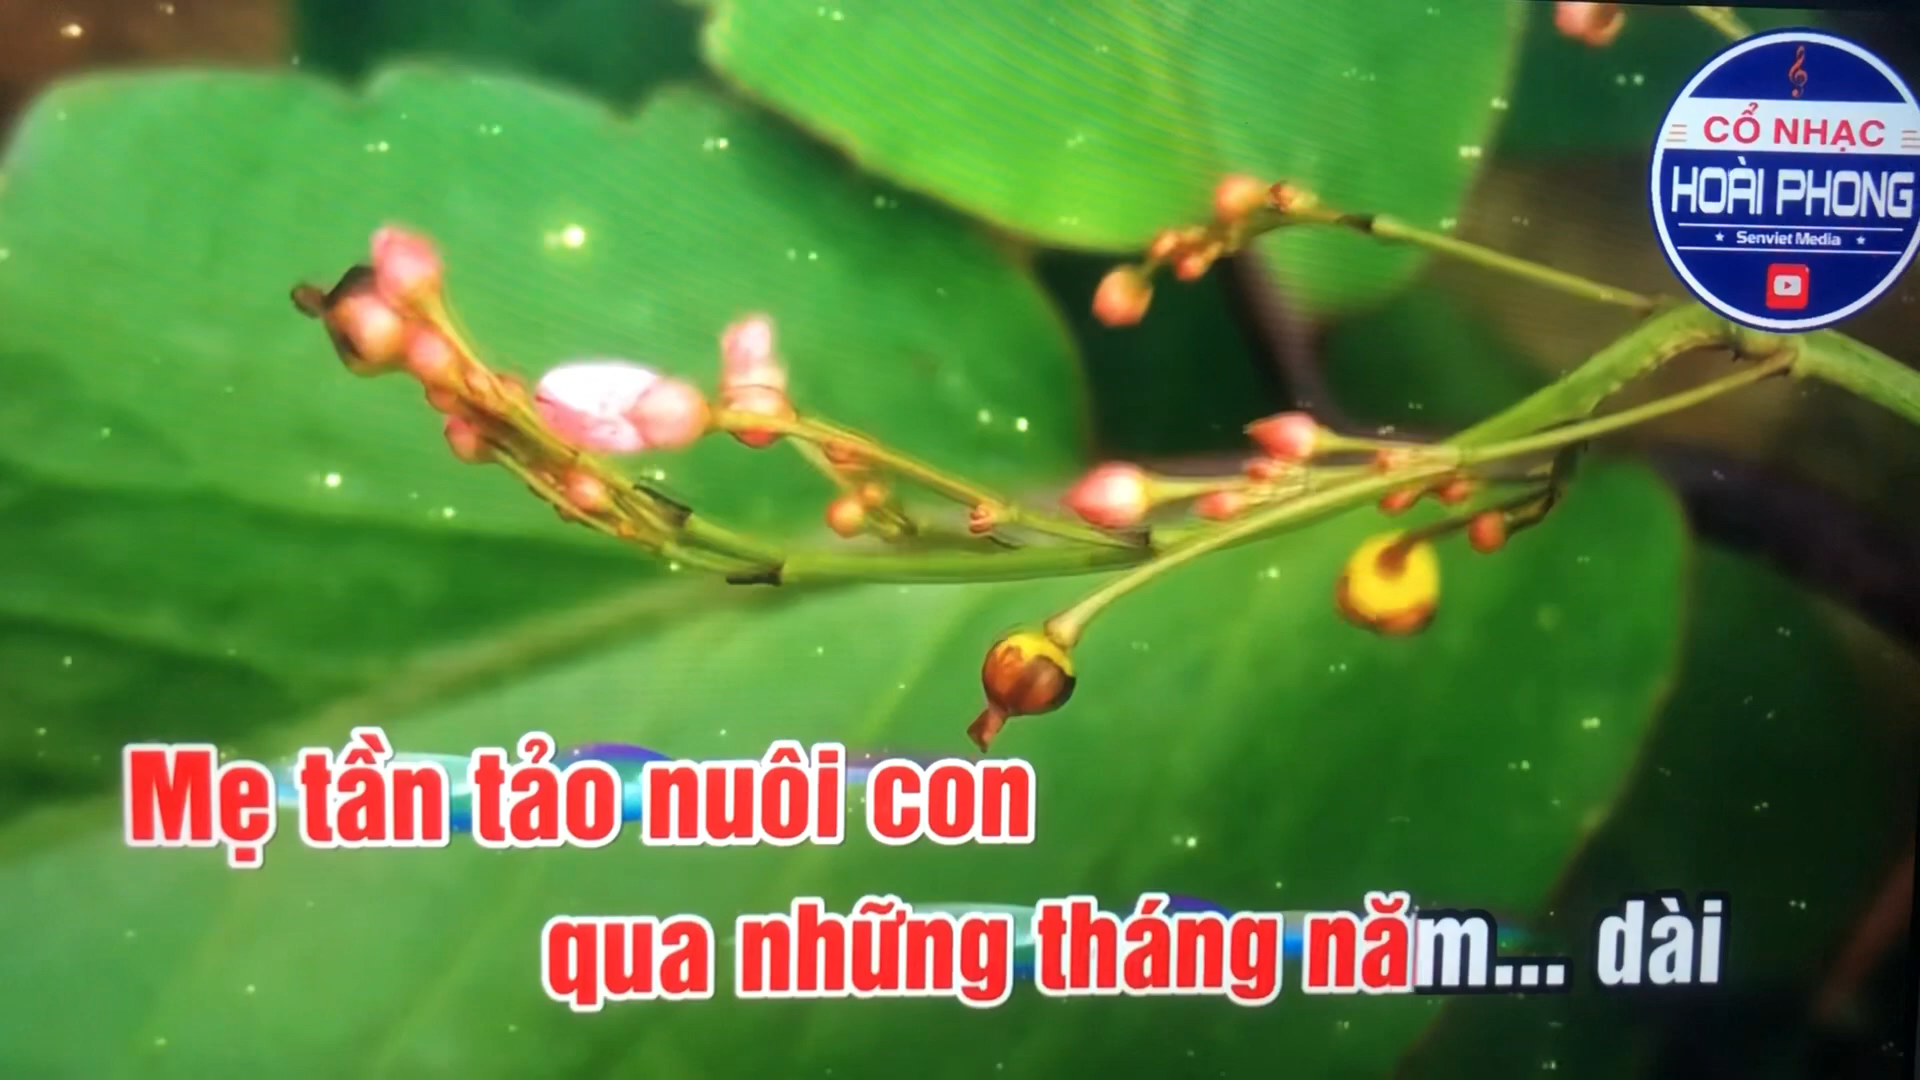 CỔ NHẠC
HOÀI PHONG
Senviet Media
Mẹ tần tảo nuôi con
qua những tháng năm... dài